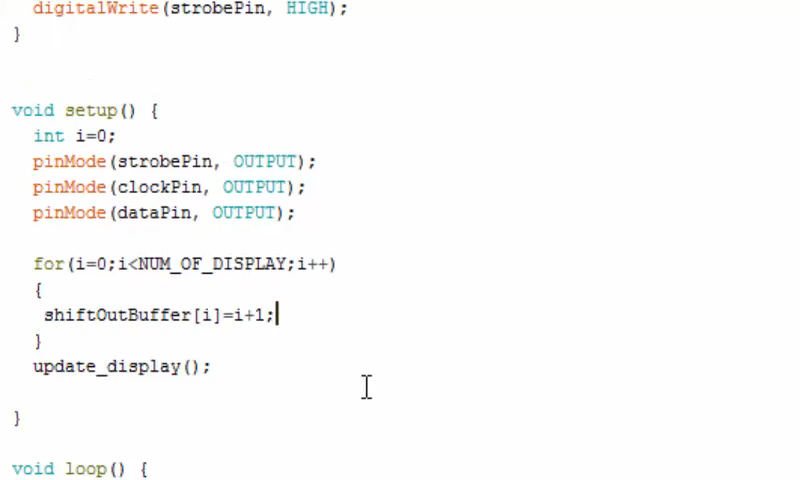 digitalWrite(strobePin, HIGH);
}
void setup() {
int i=0;
pinMode(strobePin, OUTPUT);
pinMode(clockPin, OUTPUT);
pinMode(dataPin, OUTPUT);
for(i=0;i<NUM_OF_DISPLAY;i++)
{
shiftOutBuffer[i]=i+1;
}
update_display();
}
void loop() {